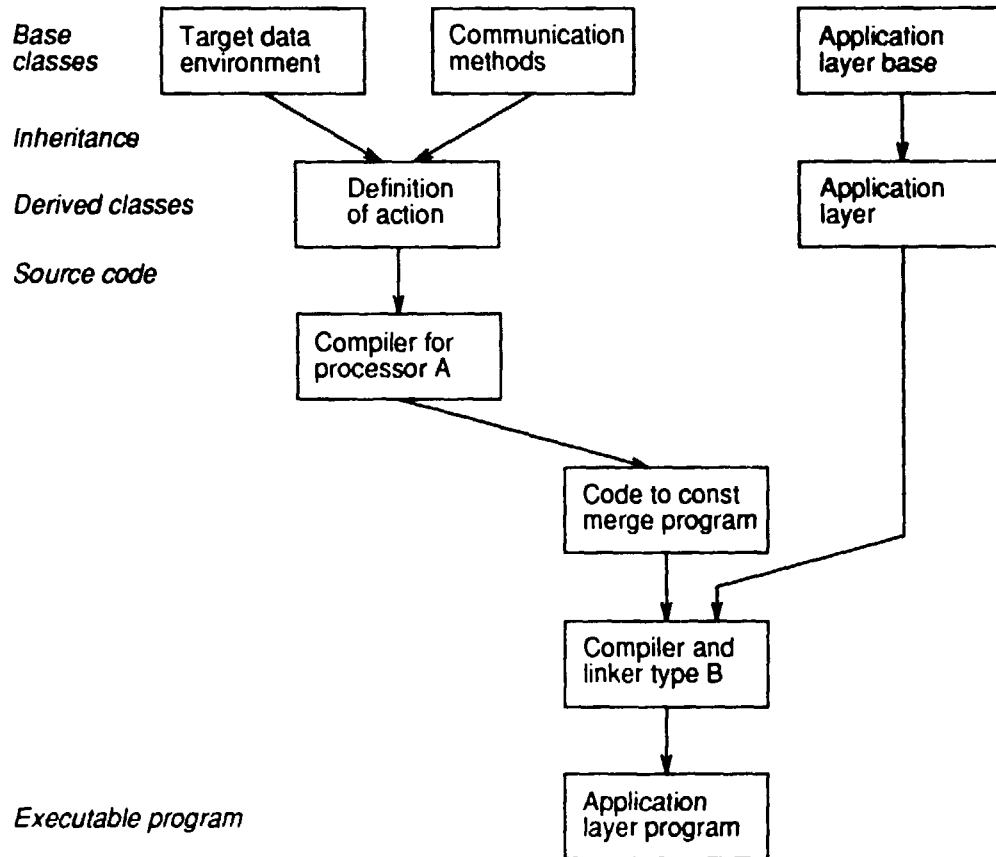 Base
classes
Target data
environment
Communication
methods
Application
layer base
Inheritance
Derived classes
Definition
of action
Application
layer
Source code
Compiler for
processor A
Code to const
merge program
Compiler and
linker type B
Executable program
Application
layer program